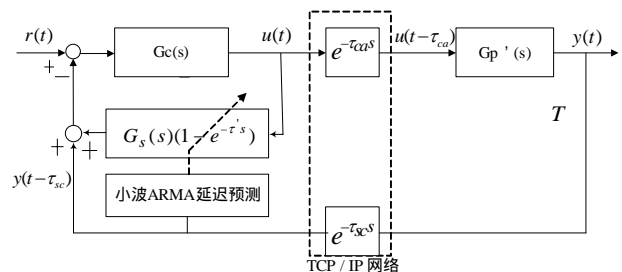 r(t)
Gc(s)
u(t)
e^{-τ_{ca}s}
u(t-τ_{ca})
Gp '(s)
y(t)
+
−
G_s(s)(1-e^{-τ's})
T
+
+
y(t-τ_{sc})
小波ARMA延迟预测
e^{-τ_{sc}s}
TCP / IP 网络